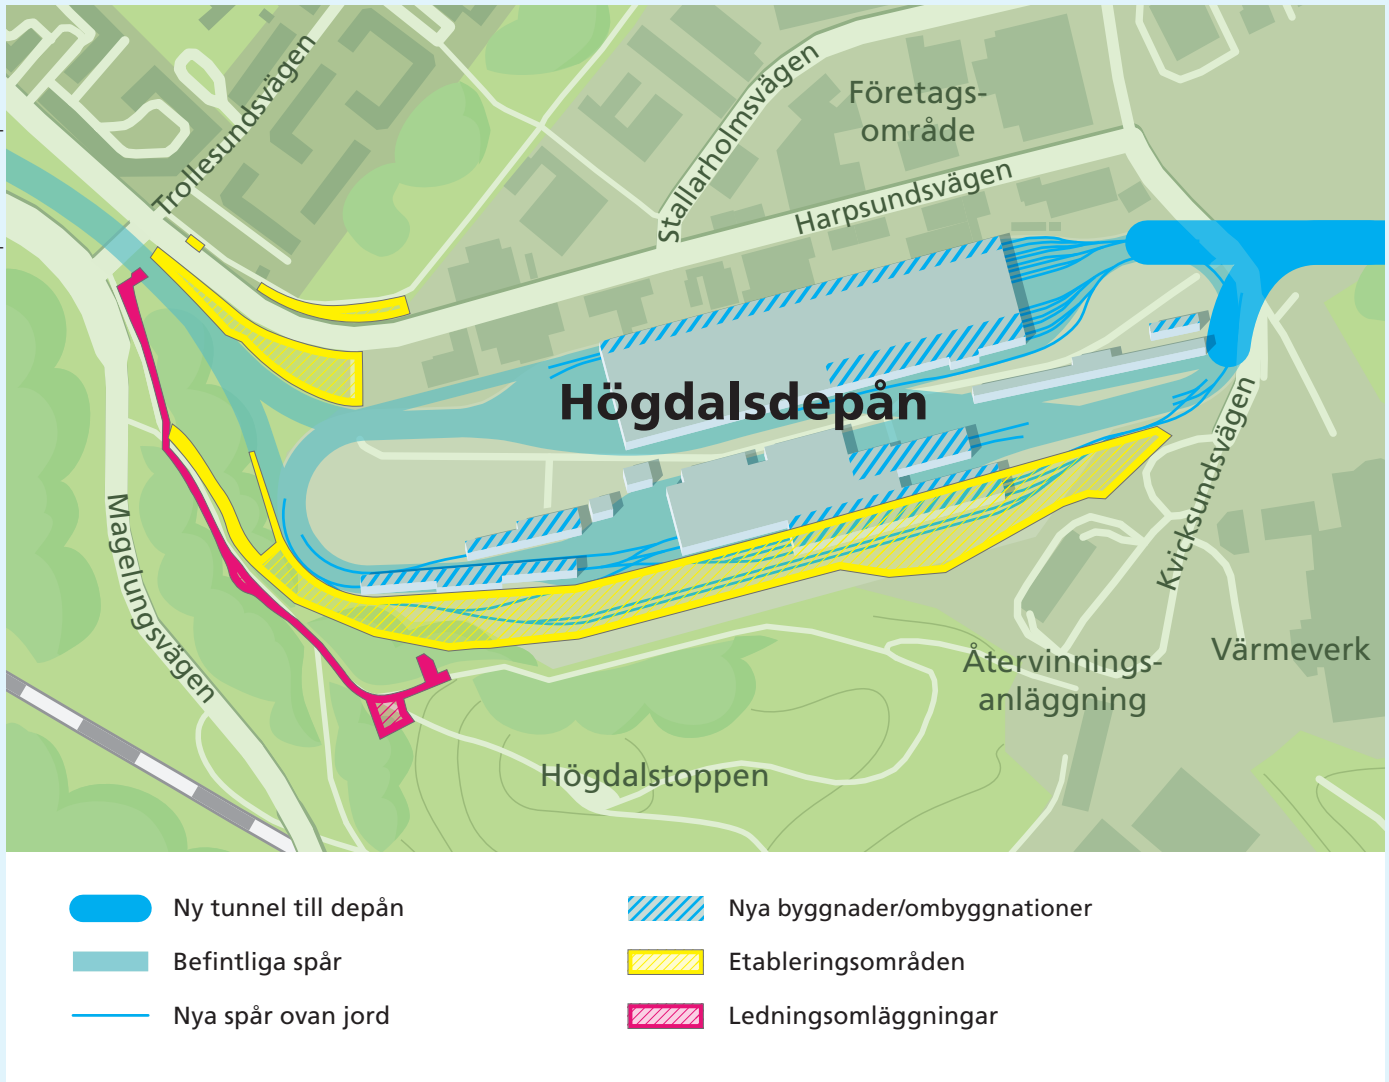 Trollesundsvägen
Stallarholmsvägen
Företags-
område
Harpsundsvägen
Högdalsdepån
Magelungsvägen
Kvicksundsvägen
Återvinnings-
anläggning
Värmeverk
Högdalstoppen
Ny tunnel till depån
Befintliga spår
Nya spår ovan jord
Nya byggnader/ombyggnationer
Etableringsområden
Ledningsomläggningar